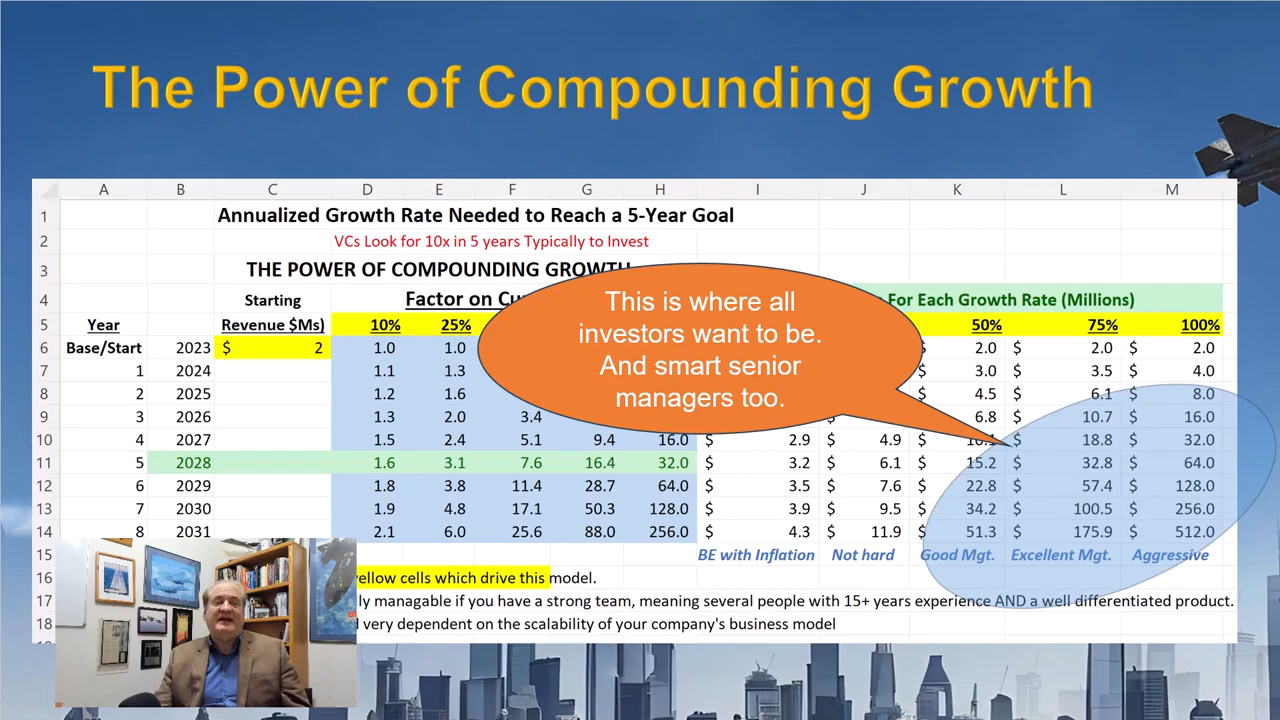 The Power of Compounding Growth
A B C D E F G H I J K L M
1 Annualized Growth Rate Needed to Reach a 5-Year Goal
2 VCs Look for 10x in 5 years Typically to Invest
3 THE POWER OF COMPOUNDING GROWTH
4 Starting Factor on For Each Growth Rate (Millions)
5 Year Revenue $Ms) 10% 25% 50% 75% 100%
6 Base/Start 2023 $ 2 1.0 1.0 2.0 $ 2.0 $ 2.0
7 1 2024 1.1 1.3 $ 3.0 $ 3.5 $ 4.0
8 2 2025 1.2 1.6 4.5 $ 6.1 $ 8.0
9 3 2026 1.3 2.0 3.4 $ 6.8 $ 10.7 $ 16.0
10 4 2027 1.5 2.4 5.1 9.4 16.0 $ 2.9 $ 4.9 $ 10.1 $ 18.8 $ 32.0
11 5 2028 1.6 3.1 7.6 16.4 32.0 $ 3.2 $ 6.1 $ 15.2 $ 32.8 $ 64.0
12 6 2029 1.8 3.8 11.4 28.7 64.0 $ 3.5 $ 7.6 $ 22.8 $ 57.4 $ 128.0
13 7 2030 1.9 4.8 17.1 50.3 128.0 $ 3.9 $ 9.5 $ 34.2 $ 100.5 $ 256.0
14 8 2031 2.1 6.0 25.6 88.0 256.0 $ 4.3 $ 11.9 $ 51.3 $ 175.9 $ 512.0
15 BE with Inflation Not hard Good Mgt. Excellent Mgt. Aggressive
16 yellow cells which drive this model.
17 managable if you have a strong team, meaning several people with 15+ years experience AND a well differentiated product.
18 very dependent on the scalability of your company's business model
This is where all
investors want to be.
And smart senior
managers too.